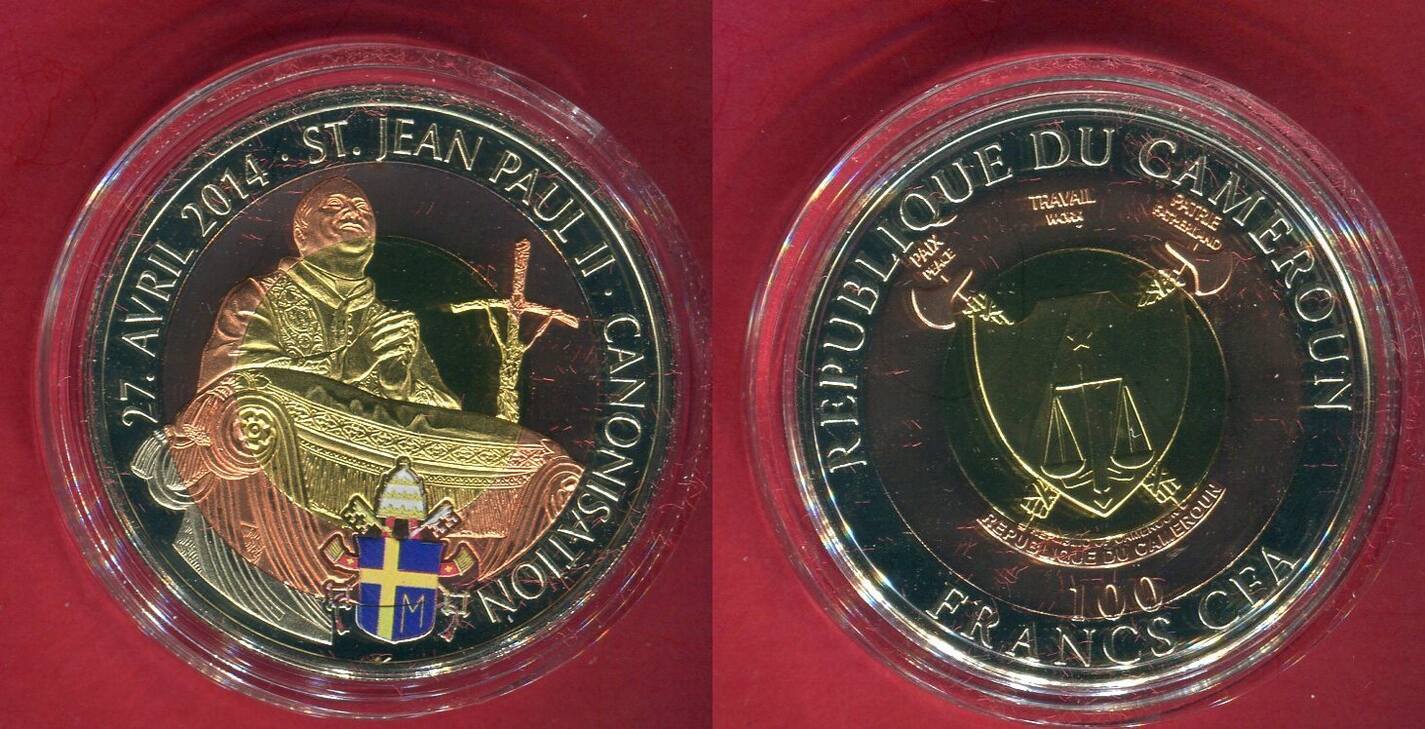 27. AVRIL 2014 · ST. JEAN PAUL II · CANONISATION
M
REPUBLIQUE DU CAMEROUN
PAIX
PEACE
TRAVAIL
WORK
PATRIE
FATHERLAND
REPUBLIQUE DU CAMEROUN
100
FRANCS CFA